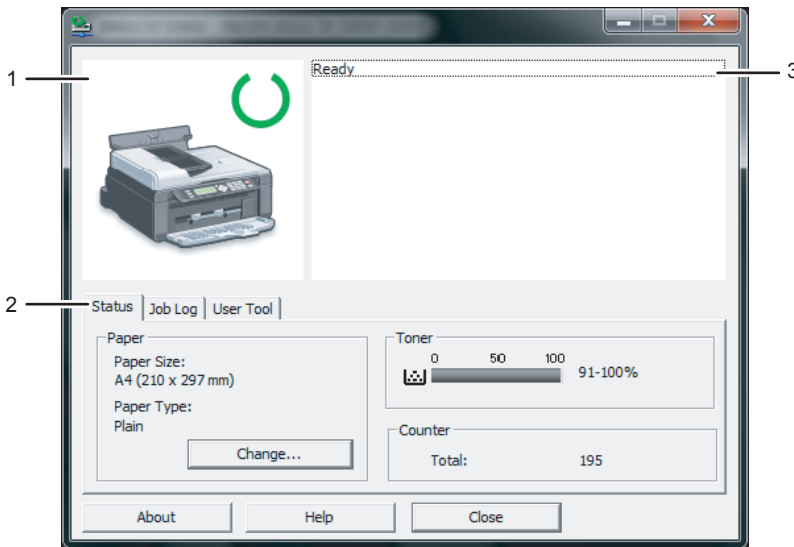 1
Ready
3
2
Status Job Log User Tool
Paper
Paper Size:
A4 (210 x 297 mm)
Paper Type:
Plain
Change...
Toner
0 50 100
91-100%
Counter
Total: 195
About Help Close